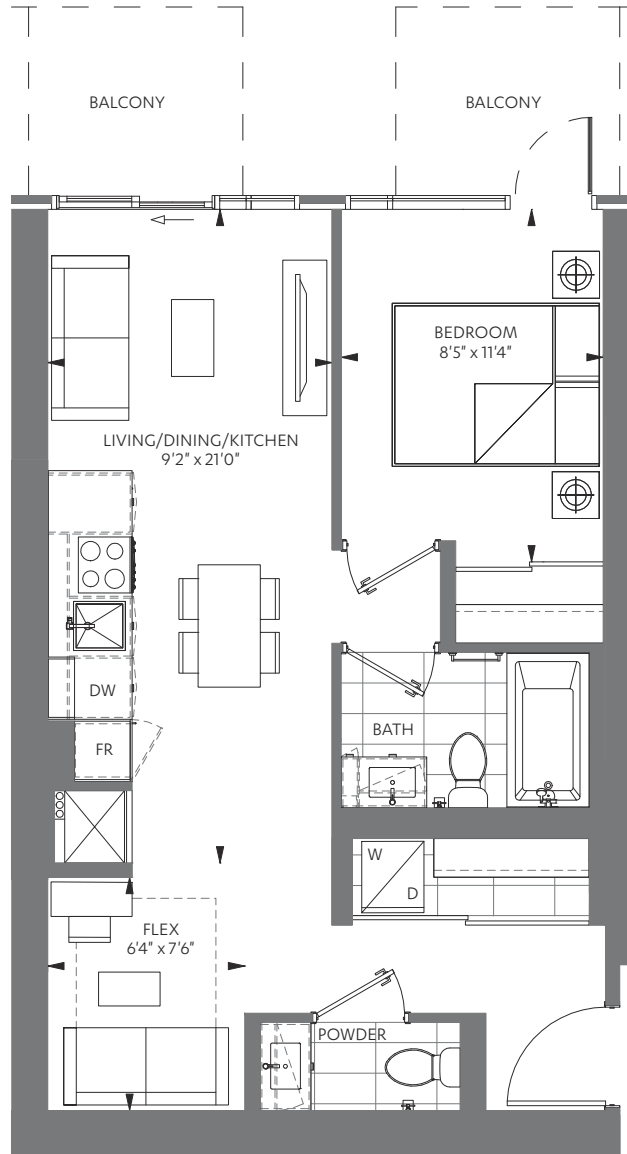 BALCONY
BALCONY
BEDROOM
8'5" x 11'4"
LIVING/DINING/KITCHEN
9'2" x 21'0"
DW
BATH
FR
W
D
FLEX
6'4" x 7'6"
POWDER